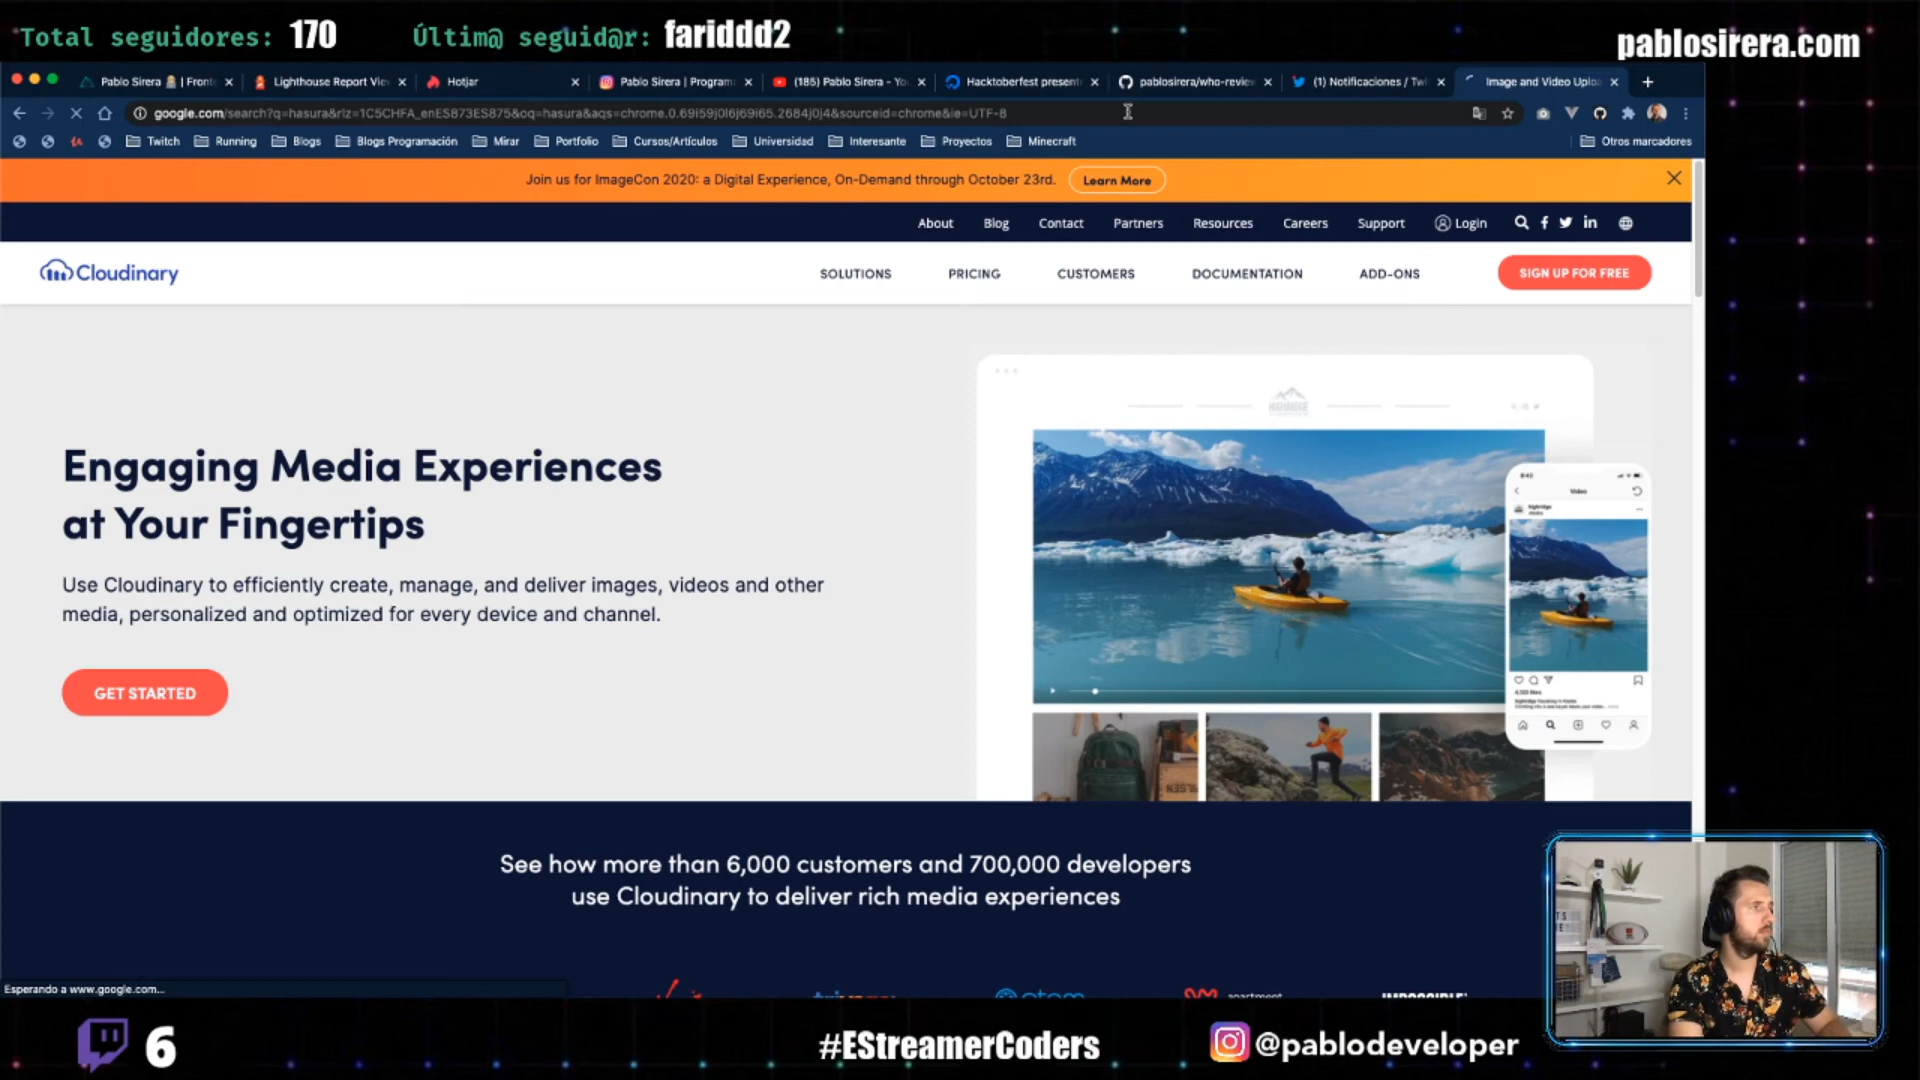 Total seguidores: 170
Últim@ seguid@r: fariddd2
pablosirera.com
Pablo Sirera
| Front
Lighthouse Report Vie
Hotjar
Pablo Sirera | Program
(185) Pablo Sirera - Yo
Hacktoberfest present
pablosirera/who-review
(1) Notificaciones / Tw
Image and Video Uplo
google.com/search?q=hasura&rlz=1C5CHFA_enES873ES875&oq=hasura&aqs=chrome.0.69i59j0l6j69i65.2684j0j4&sourceid=chrome&ie=UTF-8
Twitch
Running
Blogs
Blogs Programación
Mirar
Portfolio
Cursos/Artículos
Universidad
Interesante
Proyectos
Minecraft
Otros marcadores
Join us for ImageCon 2020: a Digital Experience, On-Demand through October 23rd.
Learn More
About
Blog
Contact
Partners
Resources
Careers
Support
Login
Cloudinary
SOLUTIONS
PRICING
CUSTOMERS
DOCUMENTATION
ADD-ONS
SIGN UP FOR FREE
Engaging Media Experiences
at Your Fingertips
Use Cloudinary to efficiently create, manage, and deliver images, videos and other
media, personalized and optimized for every device and channel.
GET STARTED
Video
See how more than 6,000 customers and 700,000 developers
use Cloudinary to deliver rich media experiences
Esperando a www.google.com...
6
#EStreamerCoders
@pablodeveloper